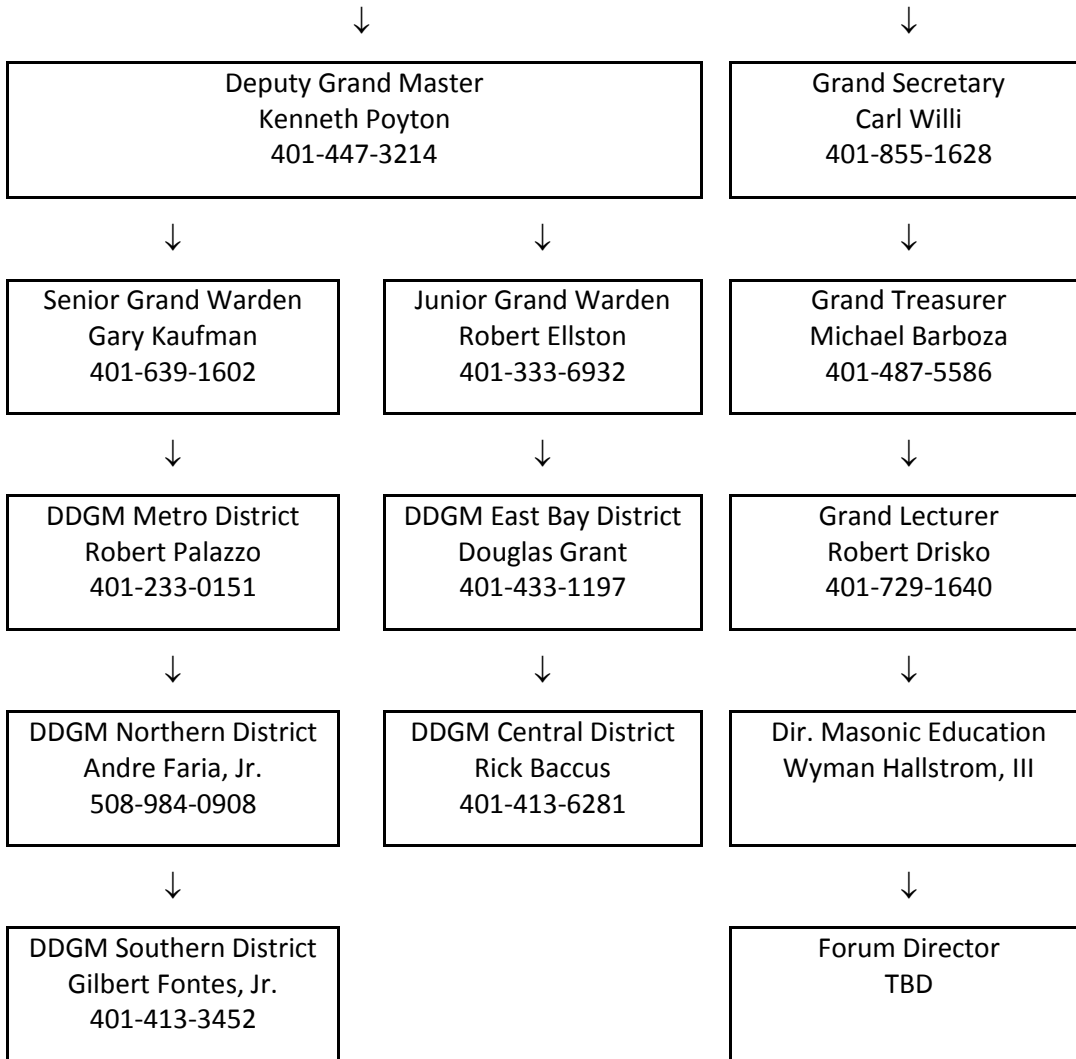 Deputy Grand Master
Kenneth Poyton
401-447-3214
Grand Secretary
Carl Willi
401-855-1628
Senior Grand Warden
Gary Kaufman
401-639-1602
Junior Grand Warden
Robert Ellston
401-333-6932
Grand Treasurer
Michael Barboza
401-487-5586
DDGM Metro District
Robert Palazzo
401-233-0151
DDGM East Bay District
Douglas Grant
401-433-1197
Grand Lecturer
Robert Drisko
401-729-1640
DDGM Northern District
Andre Faria, Jr.
508-984-0908
DDGM Central District
Rick Baccus
401-413-6281
Dir. Masonic Education
Wyman Hallstrom, III
DDGM Southern District
Gilbert Fontes, Jr.
401-413-3452
Forum Director
TBD